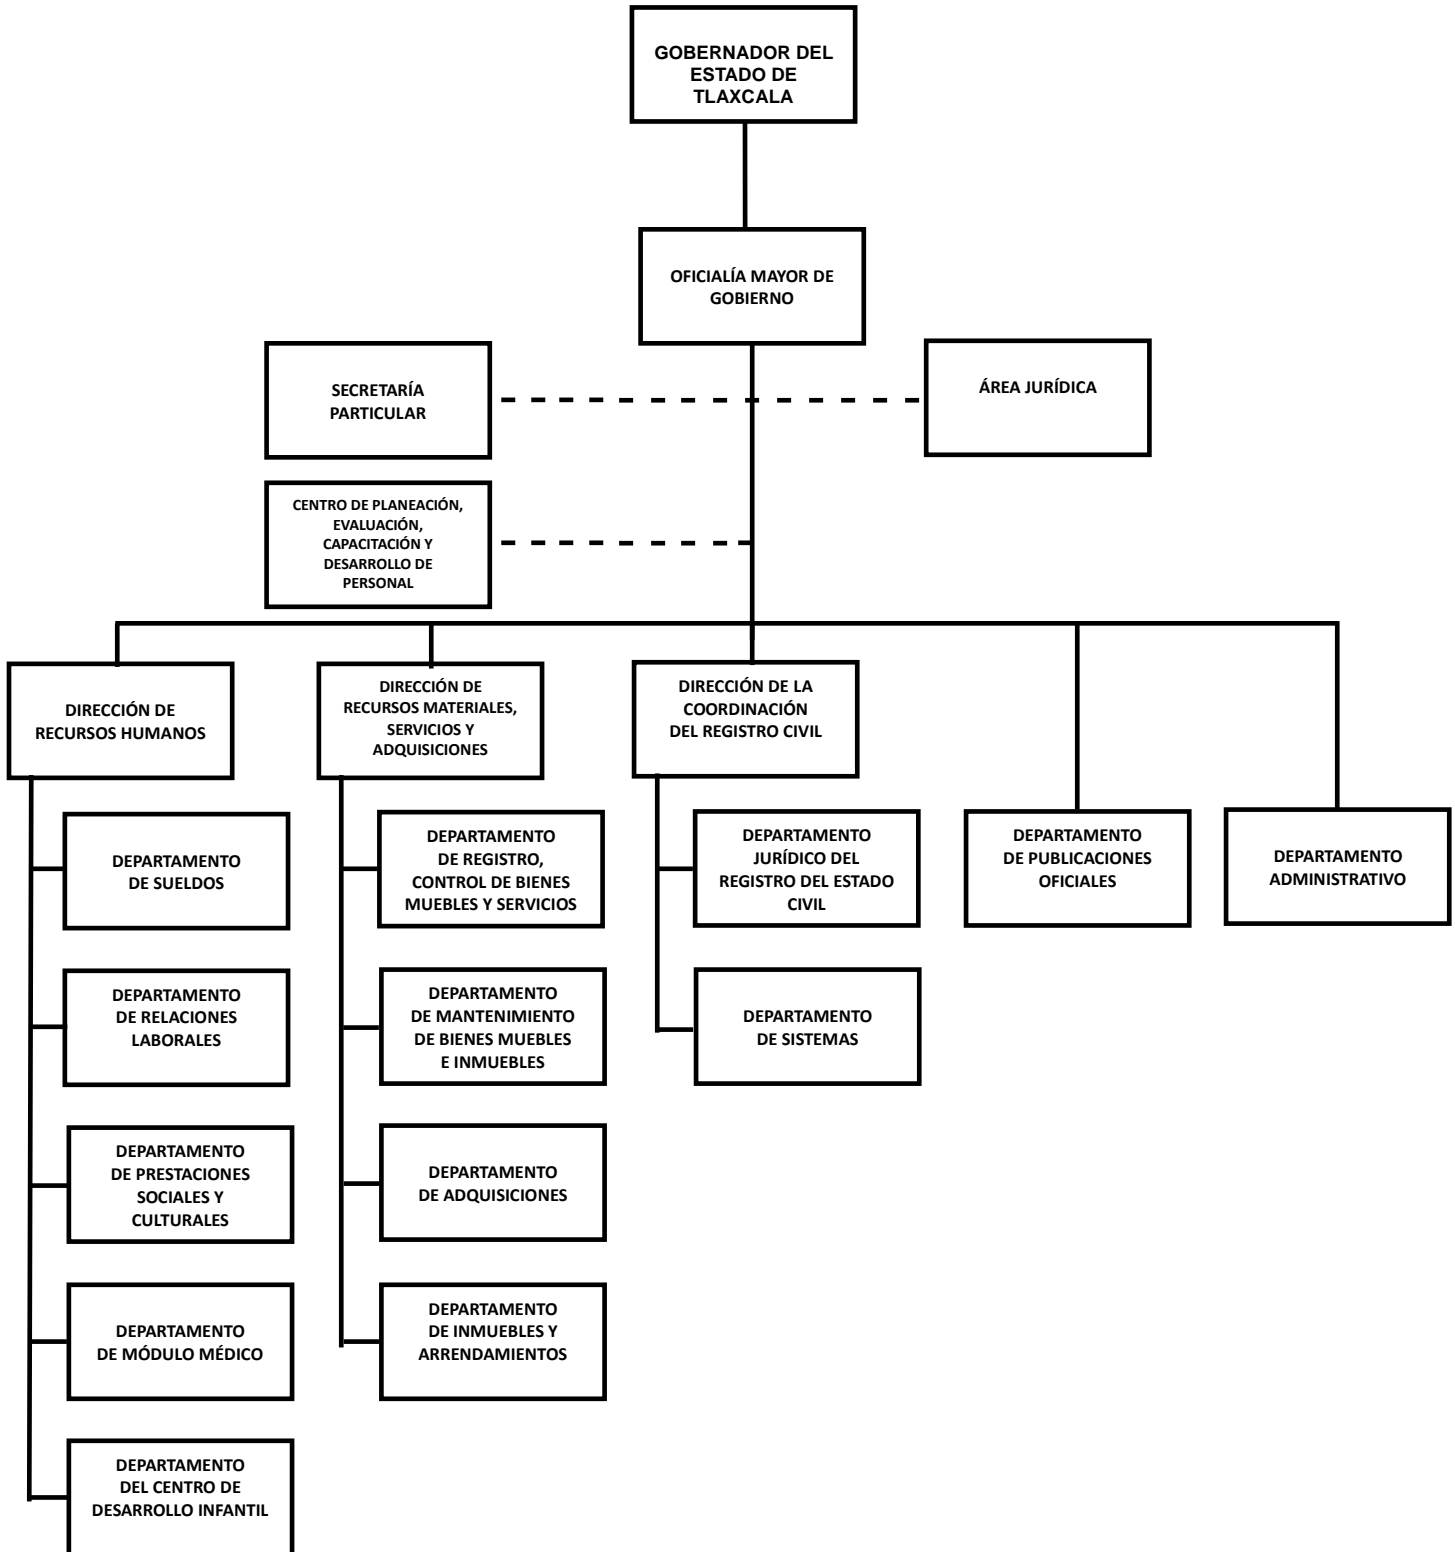 GOBERNADOR DEL
ESTADO DE
TLAXCALA
OFICIALÍA MAYOR DE
GOBIERNO
SECRETARÍA
PARTICULAR
ÁREA JURÍDICA
CENTRO DE PLANEACIÓN,
EVALUACIÓN,
CAPACITACIÓN Y
DESARROLLO DE
PERSONAL
DIRECCIÓN DE
RECURSOS HUMANOS
DIRECCIÓN DE
RECURSOS MATERIALES,
SERVICIOS Y
ADQUISICIONES
DIRECCIÓN DE LA
COORDINACIÓN
DEL REGISTRO CIVIL
DEPARTAMENTO
DE SUELDOS
DEPARTAMENTO
DE REGISTRO,
CONTROL DE BIENES
MUEBLES Y SERVICIOS
DEPARTAMENTO
JURÍDICO DEL
REGISTRO DEL ESTADO
CIVIL
DEPARTAMENTO
DE PUBLICACIONES
OFICIALES
DEPARTAMENTO
ADMINISTRATIVO
DEPARTAMENTO
DE RELACIONES
LABORALES
DEPARTAMENTO
DE MANTENIMIENTO
DE BIENES MUEBLES
E INMUEBLES
DEPARTAMENTO
DE SISTEMAS
DEPARTAMENTO
DE PRESTACIONES
SOCIALES Y
CULTURALES
DEPARTAMENTO
DE ADQUISICIONES
DEPARTAMENTO
DE MÓDULO MÉDICO
DEPARTAMENTO
DE INMUEBLES Y
ARRENDAMIENTOS
DEPARTAMENTO
DEL CENTRO DE
DESARROLLO INFANTIL